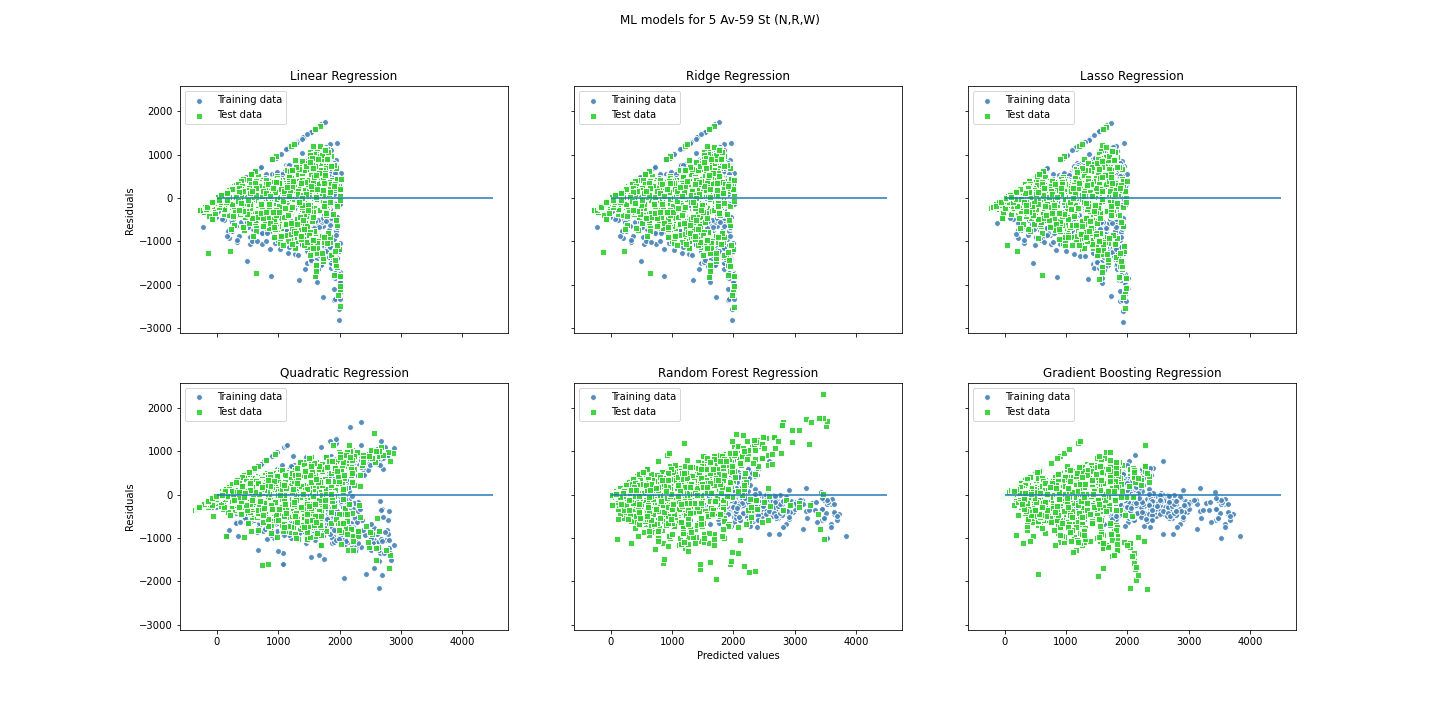 ML models for 5 Av-59 St (N,R,W)
Linear Regression
Training data
Test data
2000
1000
0
−1000
−2000
−3000
Residuals
Ridge Regression
Training data
Test data
Lasso Regression
Training data
Test data
Quadratic Regression
Training data
Test data
2000
1000
0
−1000
−2000
−3000
Residuals
0 1000 2000 3000 4000
Random Forest Regression
Training data
Test data
0 1000 2000 3000 4000
Predicted values
Gradient Boosting Regression
Training data
Test data
0 1000 2000 3000 4000